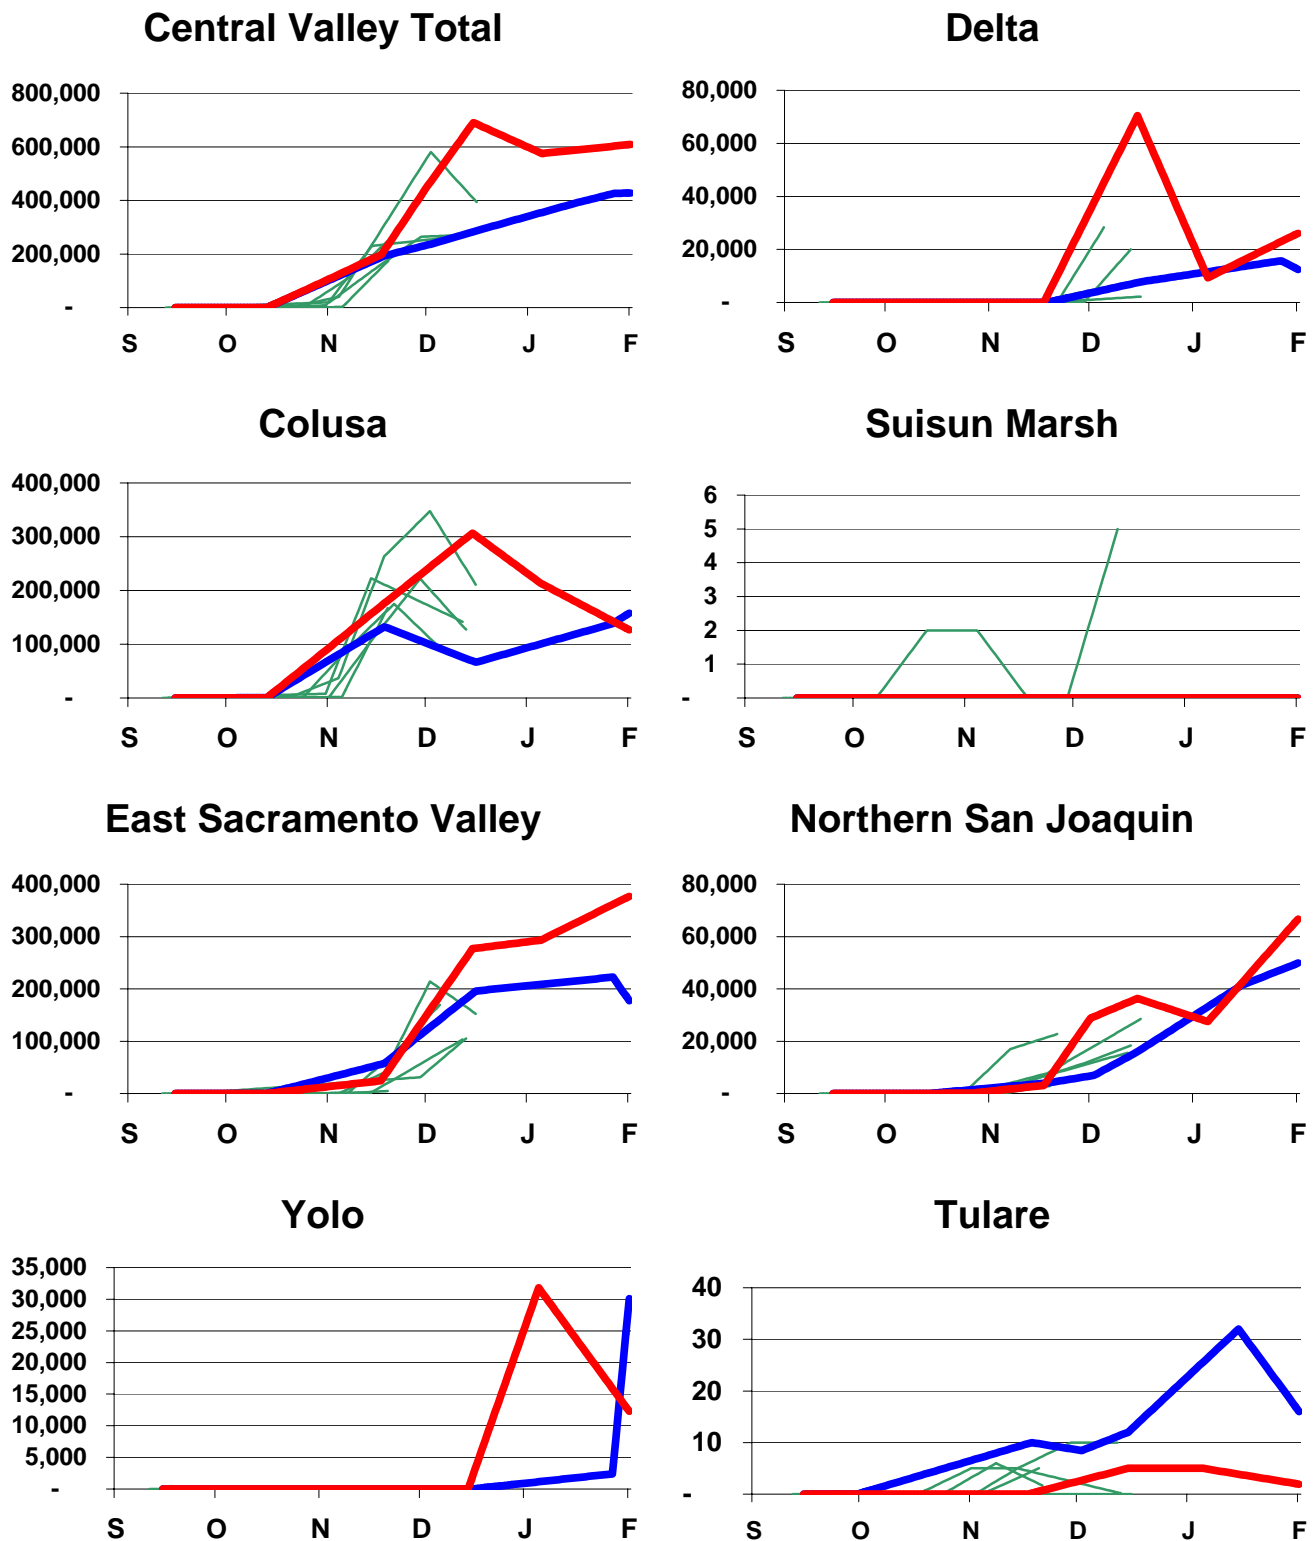 Central Valley Total
800,000
600,000
400,000
200,000
-
S O N D J F
Delta
80,000
60,000
40,000
20,000
-
S O N D J F
Colusa
400,000
300,000
200,000
100,000
-
S O N D J F
Suisun Marsh
6
5
4
3
2
1
-
S O N D J F
East Sacramento Valley
400,000
300,000
200,000
100,000
-
S O N D J F
Northern San Joaquin
80,000
60,000
40,000
20,000
-
S O N D J F
Yolo
35,000
30,000
25,000
20,000
15,000
10,000
5,000
-
S O N D J F
Tulare
40
30
20
10
-
S O N D J F